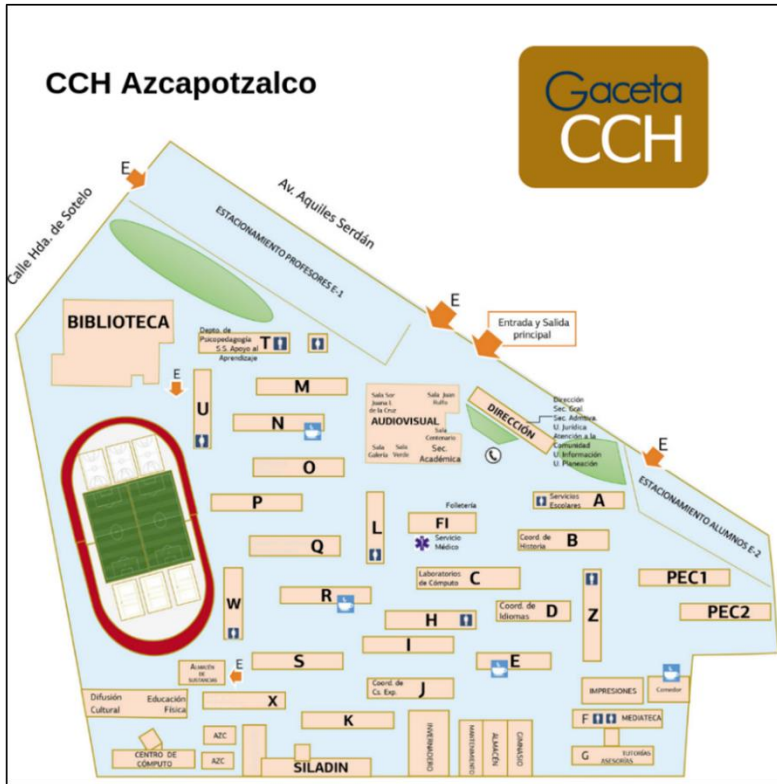 CCH Azcapotzalco
Gaceta
CCH
E
Calle Hda. de Sotelo
Av. Aquiles Serdán
ESTACIONAMIENTO PROFESORES E-1
E
Entrada y Salida
principal
BIBLIOTECA
Depto. de
Psicopedagogía
S.S. Apoyo al
Aprendizaje
T
E
U
M
N
O
Sala Sor
Juana I.
de la Cruz
Sala Juan
Rulfo
AUDIOVISUAL
Sala
Centenario
Sala
Galería
Sala
Verde
Sec.
Académica
DIRECCIÓN
Dirección
Sec. Gral.
Sec. Admtiva.
U. Jurídica
Atención a la
Comunidad
U. Información
U. Planeación
E
ESTACIONAMIENTO ALUMNOS E-2
P
L
Folletería
FI
Servicio
Médico
Servicios
Escolares
A
Q
Coord. de
Historia
B
W
R
Laboratorios
de Cómputo
C
Z
PEC1
PEC2
H
Coord. de
Idiomas
D
I
S
E
ALMACÉN
DE
SUSTANCIAS
E
X
Coord. de
Cs. Exp.
J
Difusión
Cultural
Educación
Física
K
IMPRESIONES
Comedor
F
MEDIATECA
G
TUTORÍAS
ASESORÍAS
CENTRO DE
CÓMPUTO
AZC
AZC
SILADIN
INVERNADERO
MANTENIMIENTO
ALMACÉN
GIMNASIO